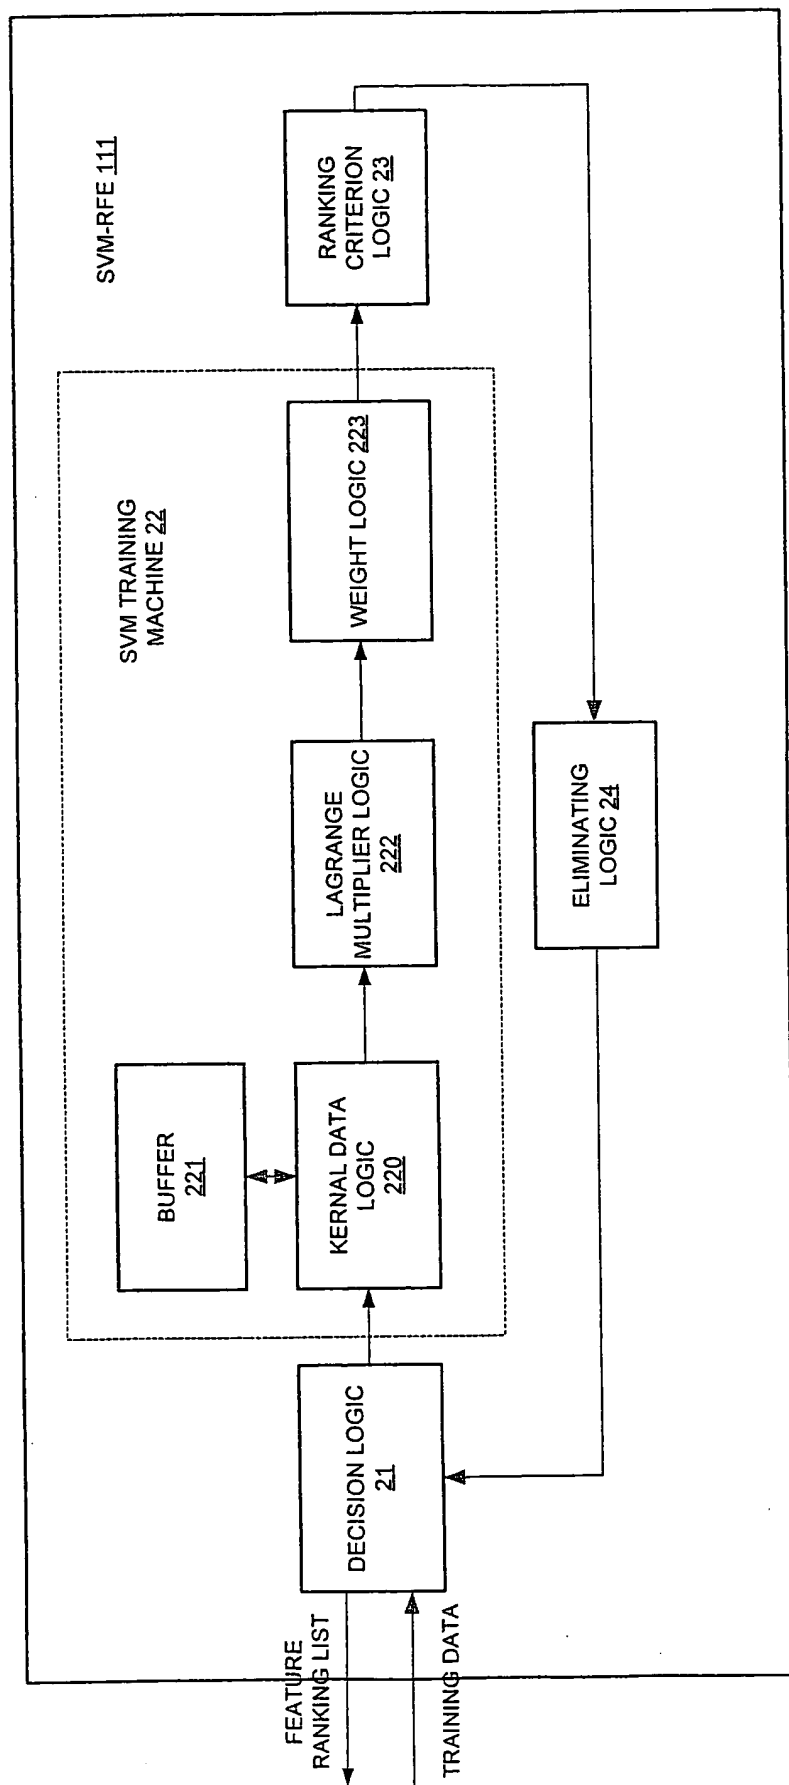 SVM-RFE 111
SVM TRAINING
MACHINE 22
BUFFER
221
FEATURE
RANKING LIST
TRAINING DATA
DECISION LOGIC
21
KERNAL DATA
LOGIC
220
LAGRANGE
MULTIPLIER LOGIC
222
WEIGHT LOGIC 223
RANKING
CRITERION
LOGIC 23
ELIMINATING
LOGIC 24